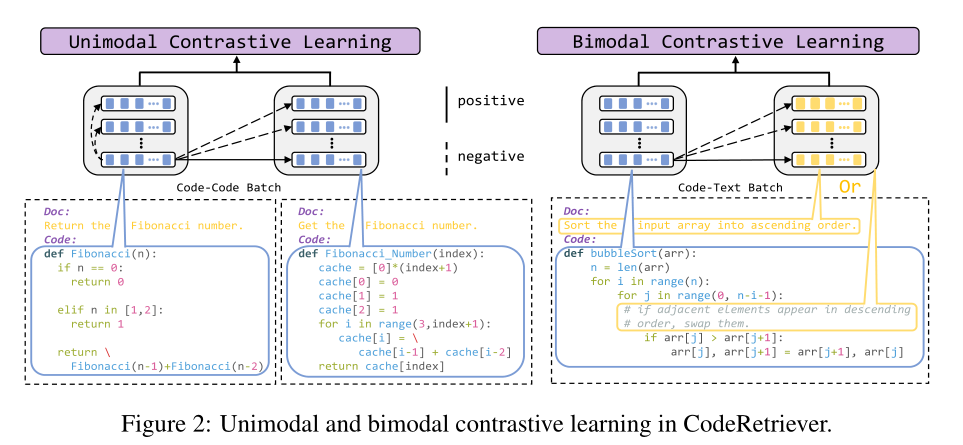 Unimodal Contrastive Learning
Bimodal Contrastive Learning
positive
negative
Code-Code Batch
Code-Text Batch
Or
Doc:
Return the Fibonacci number.
Code:
def Fibonacci(n):
if n == 0:
return 0
elif n in [1,2]:
return 1
return \
Fibonacci(n-1)+Fibonacci(n-2)
Doc:
Get the Fibonacci number.
Code:
def Fibonacci_Number(index):
cache = [0]*(index+1)
cache[0] = 0
cache[1] = 1
cache[2] = 1
for i in range(3,index+1):
cache[i] = \
cache[i-1] + cache[i-2]
return cache[index]
Doc:
Sort the input array into ascending order.
Code:
def bubbleSort(arr):
n = len(arr)
for i in range(n):
for j in range(0, n-i-1):
# if adjacent elements appear in descending
# order, swap them.
if arr[j] > arr[j+1]:
arr[j], arr[j+1] = arr[j+1], arr[j]
Figure 2: Unimodal and bimodal contrastive learning in CodeRetriever.